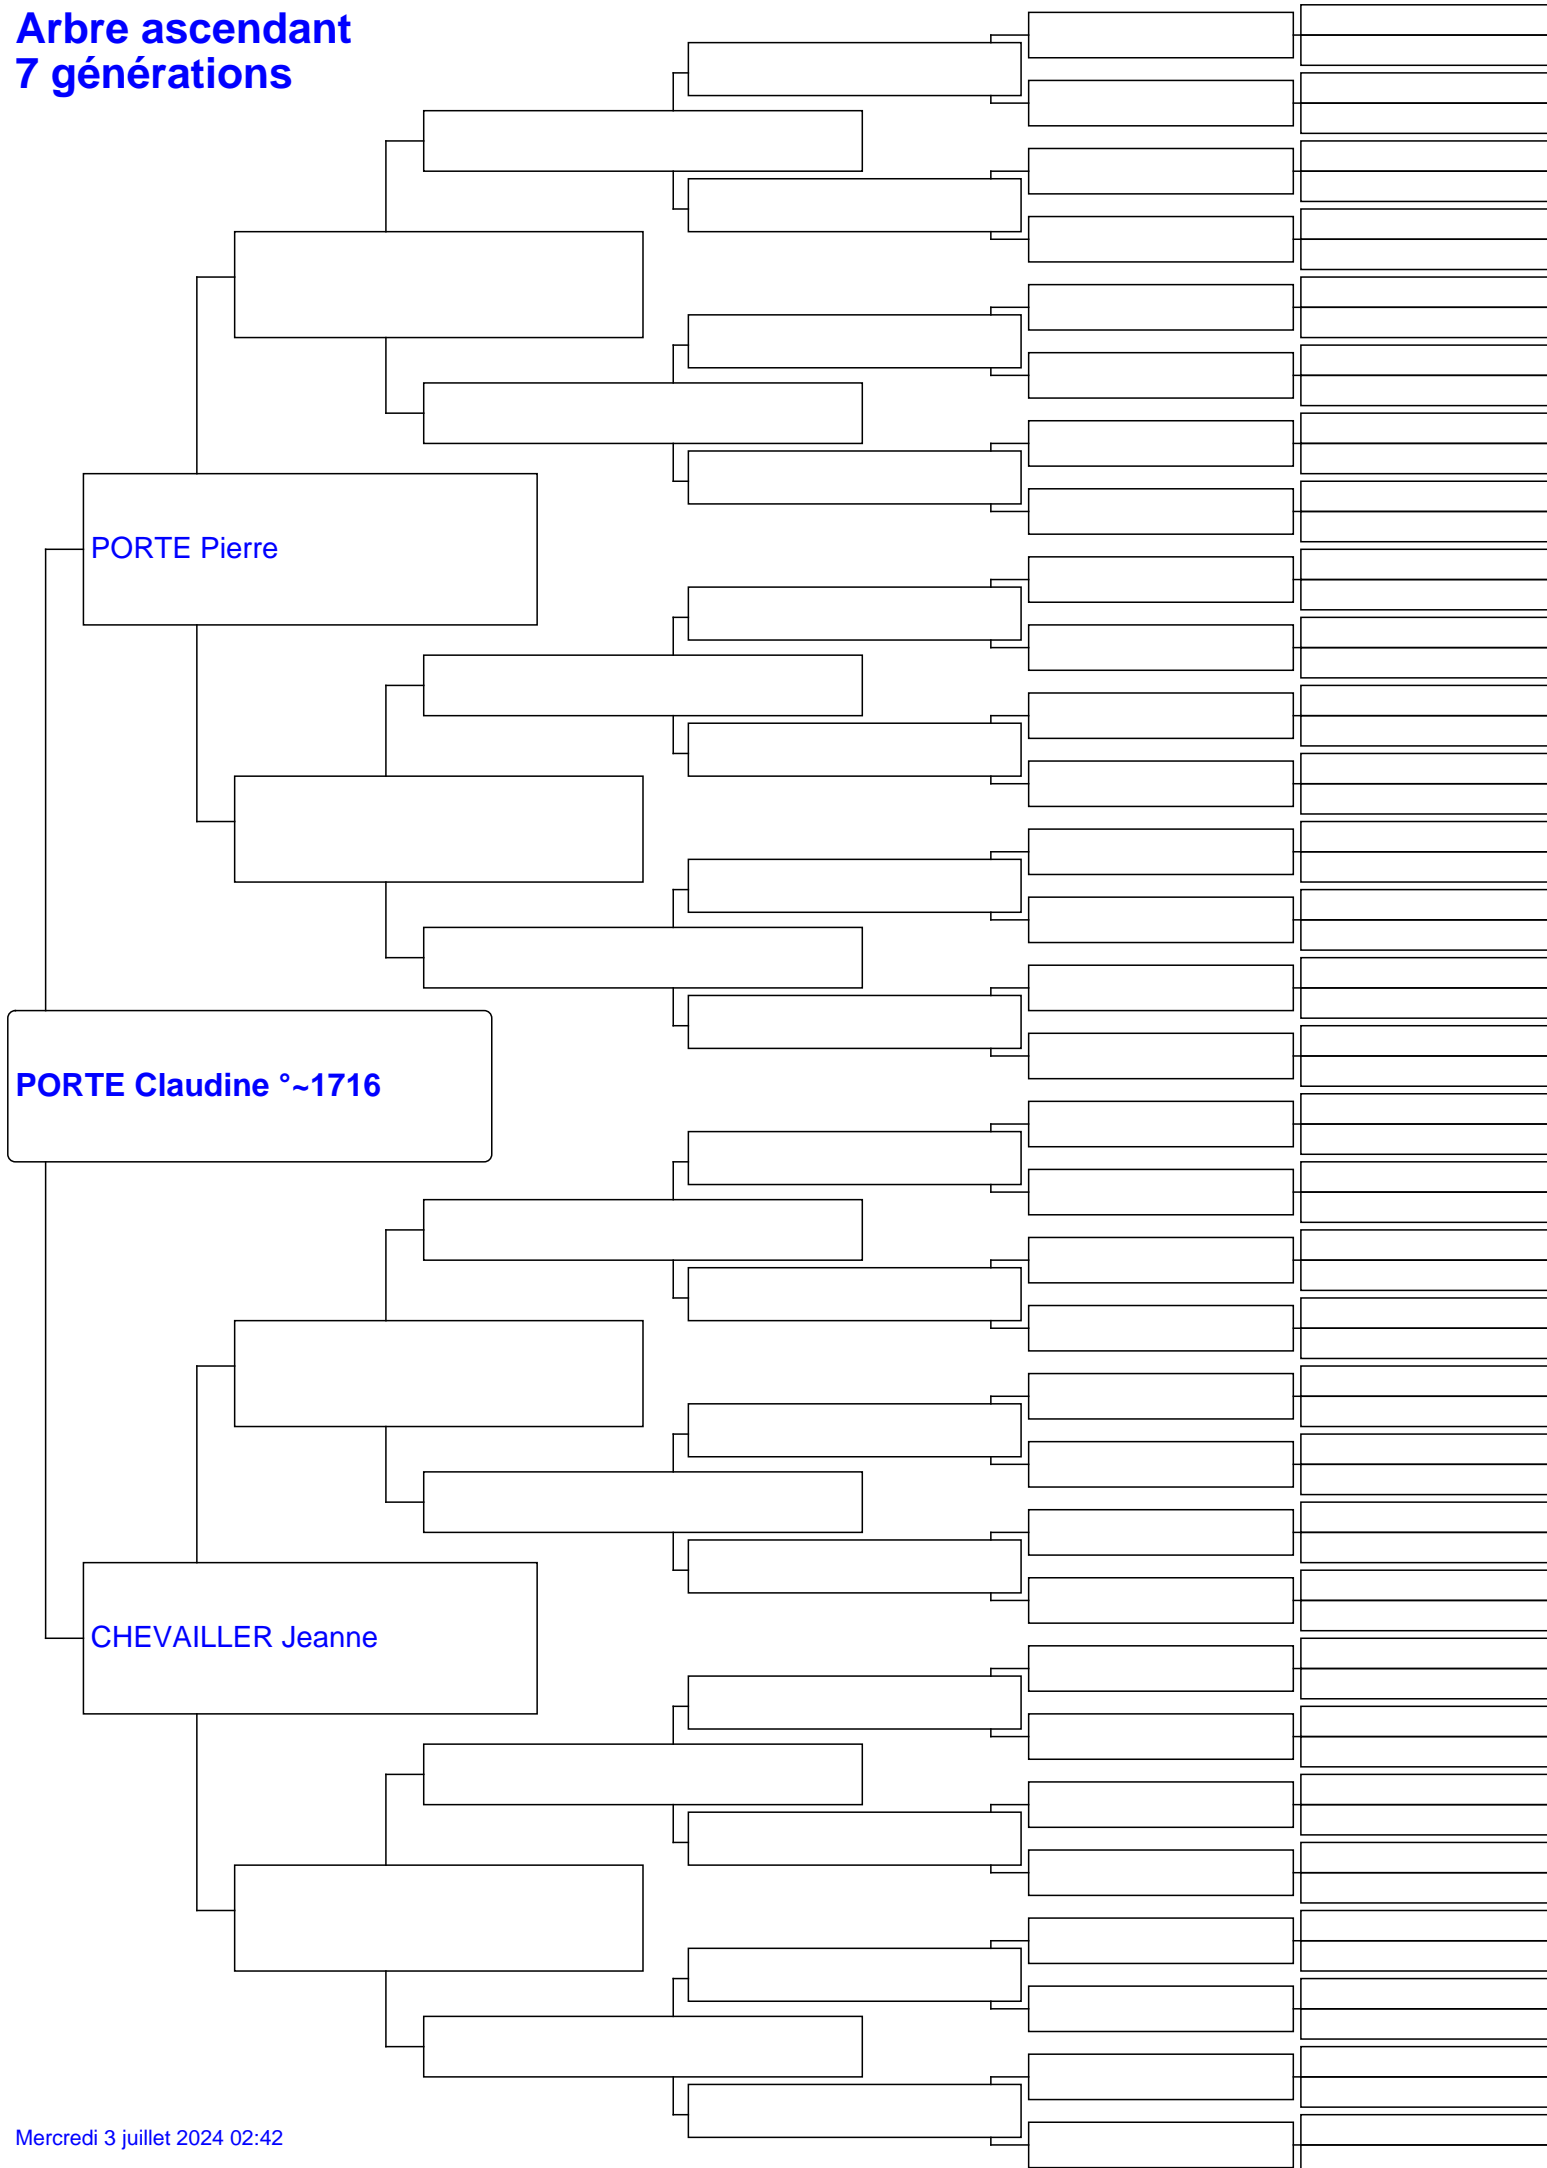 Arbre ascendant
7 générations
PORTE Pierre
PORTE Claudine °~1716
CHEVAILLER Jeanne
Mercredi 3 juillet 2024 02:42